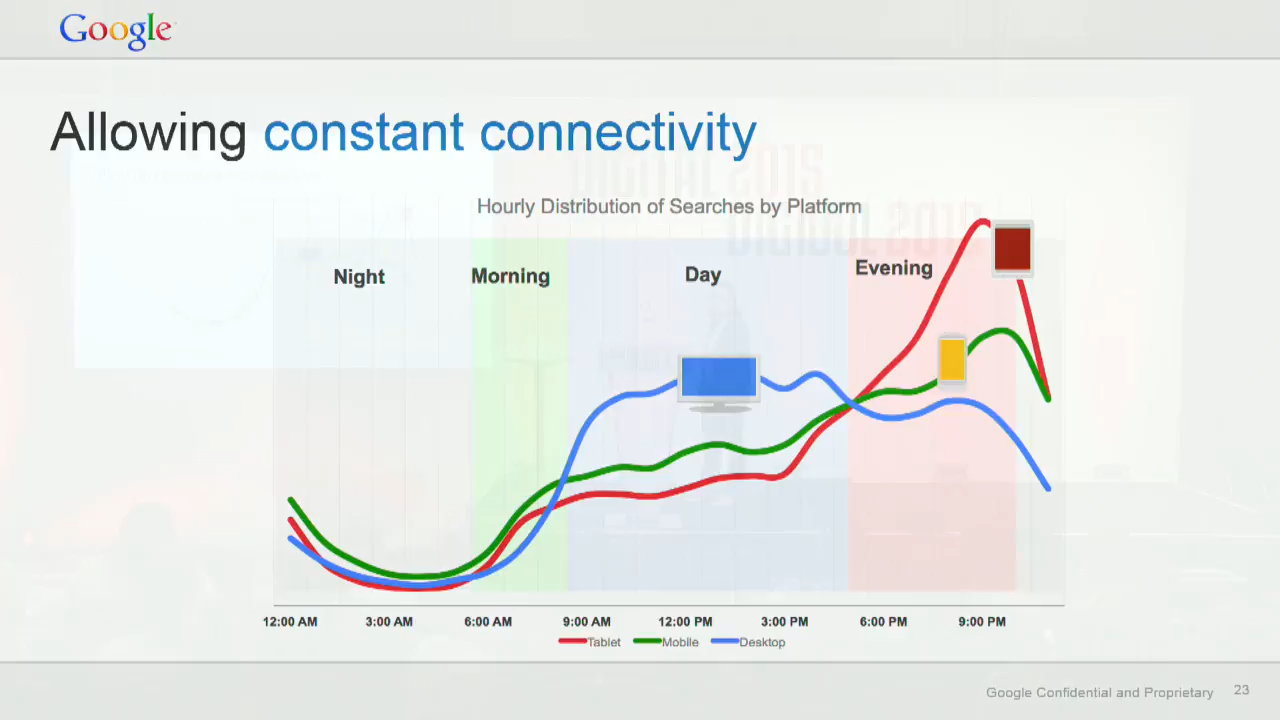 Google
Allowing constant connectivity
DIGITAL 2015
Hourly Distribution of Searches by Platform
Night
Morning
Day
Evening
12:00 AM 3:00 AM 6:00 AM 9:00 AM 12:00 PM 3:00 PM 6:00 PM 9:00 PM
Tablet Mobile Desktop
Google Confidential and Proprietary 23